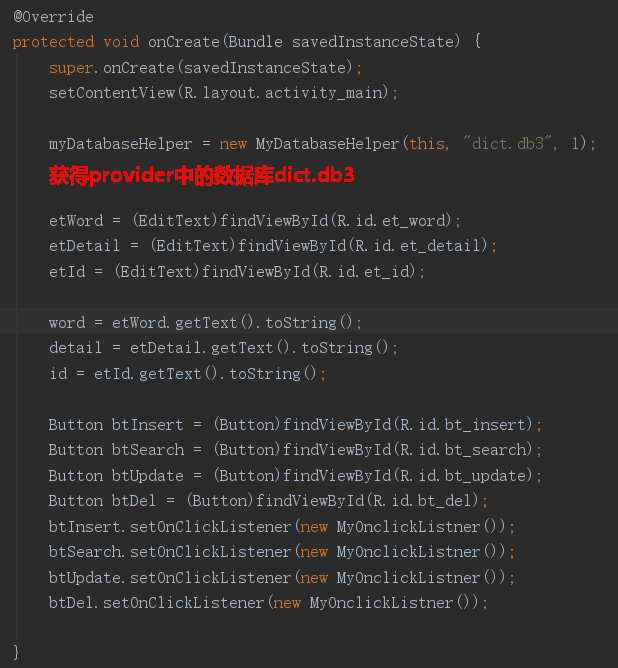 @Override
protected void onCreate(Bundle savedInstanceState) {
super.onCreate(savedInstanceState);
setContentView(R.layout.activity_main);
myDatabaseHelper = new MyDatabaseHelper(this, "dict.db3", 1);
获得provider中的数据库dict.db3
etWord = (EditText)findViewById(R.id.et_word);
etDetail = (EditText)findViewById(R.id.et_detail);
etId = (EditText)findViewById(R.id.et_id);
word = etWord.getText().toString();
detail = etDetail.getText().toString();
id = etId.getText().toString();
Button btInsert = (Button)findViewById(R.id.bt_insert);
Button btSearch = (Button)findViewById(R.id.bt_search);
Button btUpdate = (Button)findViewById(R.id.bt_update);
Button btDel = (Button)findViewById(R.id.bt_del);
btInsert.setOnClickListener(new MyOnclickListner());
btSearch.setOnClickListener(new MyOnclickListner());
btUpdate.setOnClickListener(new MyOnclickListner());
btDel.setOnClickListener(new MyOnclickListner());
}